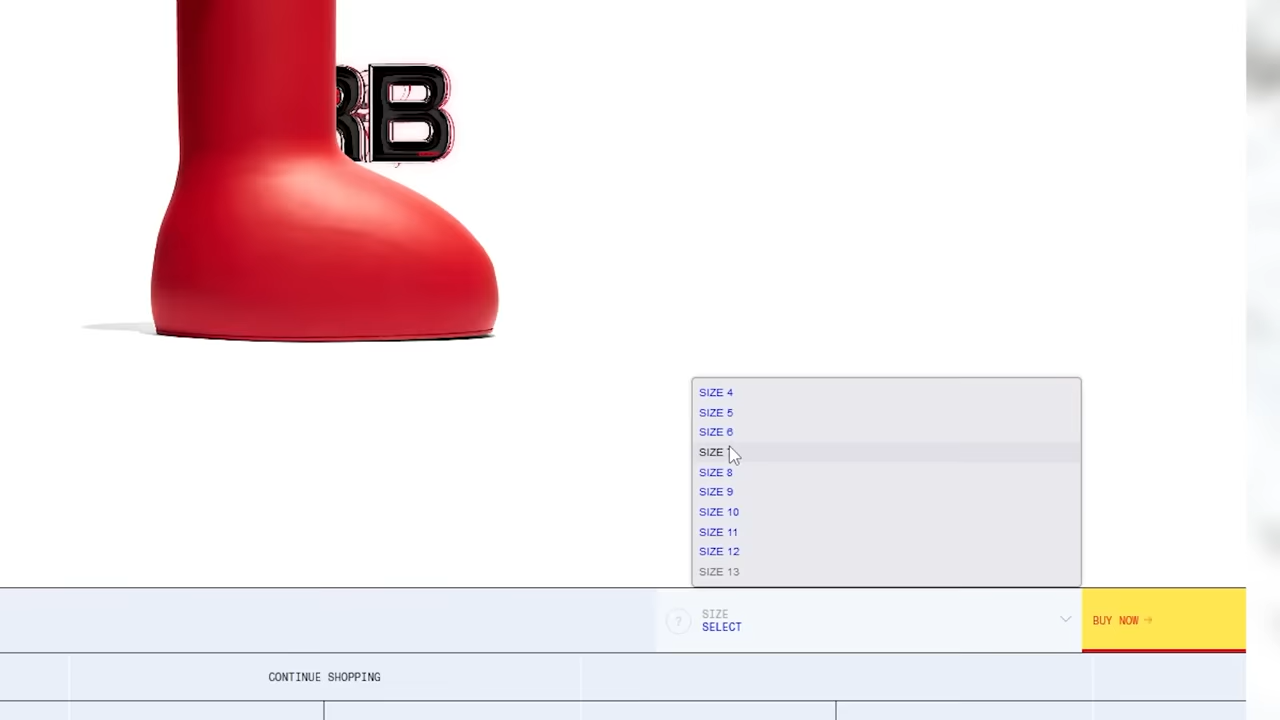 RB
SIZE 4
SIZE 5
SIZE 6
SIZE
SIZE 8
SIZE 9
SIZE 10
SIZE 11
SIZE 12
SIZE 13
?
SIZE
SELECT
BUY NOW →
CONTINUE SHOPPING